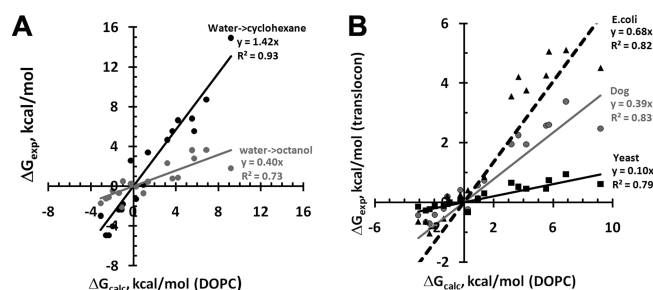 A
Water->cyclohexane
y = 1.42x
R² = 0.93
water->octanol
y = 0.40x
R² = 0.73
ΔGexp, kcal/mol
16
12
8
4
0
-4
-8
-8
-4
0
4
8
12
16
ΔGcalc, kcal/mol (DOPC)
B
E.coli
y = 0.68x
R² = 0.82
Dog
y = 0.39x
R² = 0.83
Yeast
y = 0.10x
R² = 0.79
ΔGexp, kcal/mol (translocon)
6
4
2
0
-2
-6
-2
2
6
10
ΔGcalc, kcal/mol (DOPC)